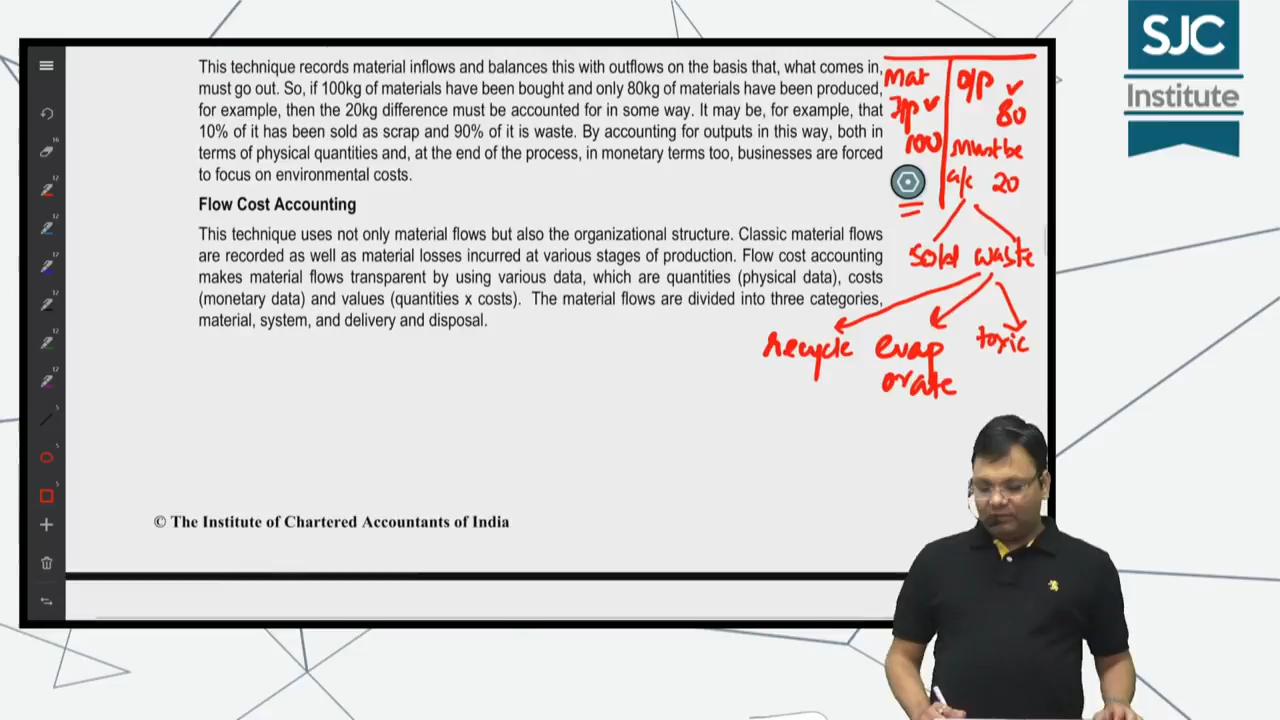 This technique records material inflows and balances this with outflows on the basis that, what comes in,
must go out. So, if 100kg of materials have been bought and only 80kg of materials have been produced,
for example, then the 20kg difference must be accounted for in some way. It may be, for example, that
10% of it has been sold as scrap and 90% of it is waste. By accounting for outputs in this way, both in
terms of physical quantities and, at the end of the process, in monetary terms too, businesses are forced
to focus on environmental costs.
Flow Cost Accounting
This technique uses not only material flows but also the organizational structure. Classic material flows
are recorded as well as material losses incurred at various stages of production. Flow cost accounting
makes material flows transparent by using various data, which are quantities (physical data), costs
(monetary data) and values (quantities x costs). The material flows are divided into three categories,
material, system, and delivery and disposal.
© The Institute of Chartered Accountants of India
Mat
I/p
100
O/p
80
Must be
a/c 20
sold waste
recycle evap toxic
orate
SJC
Institute